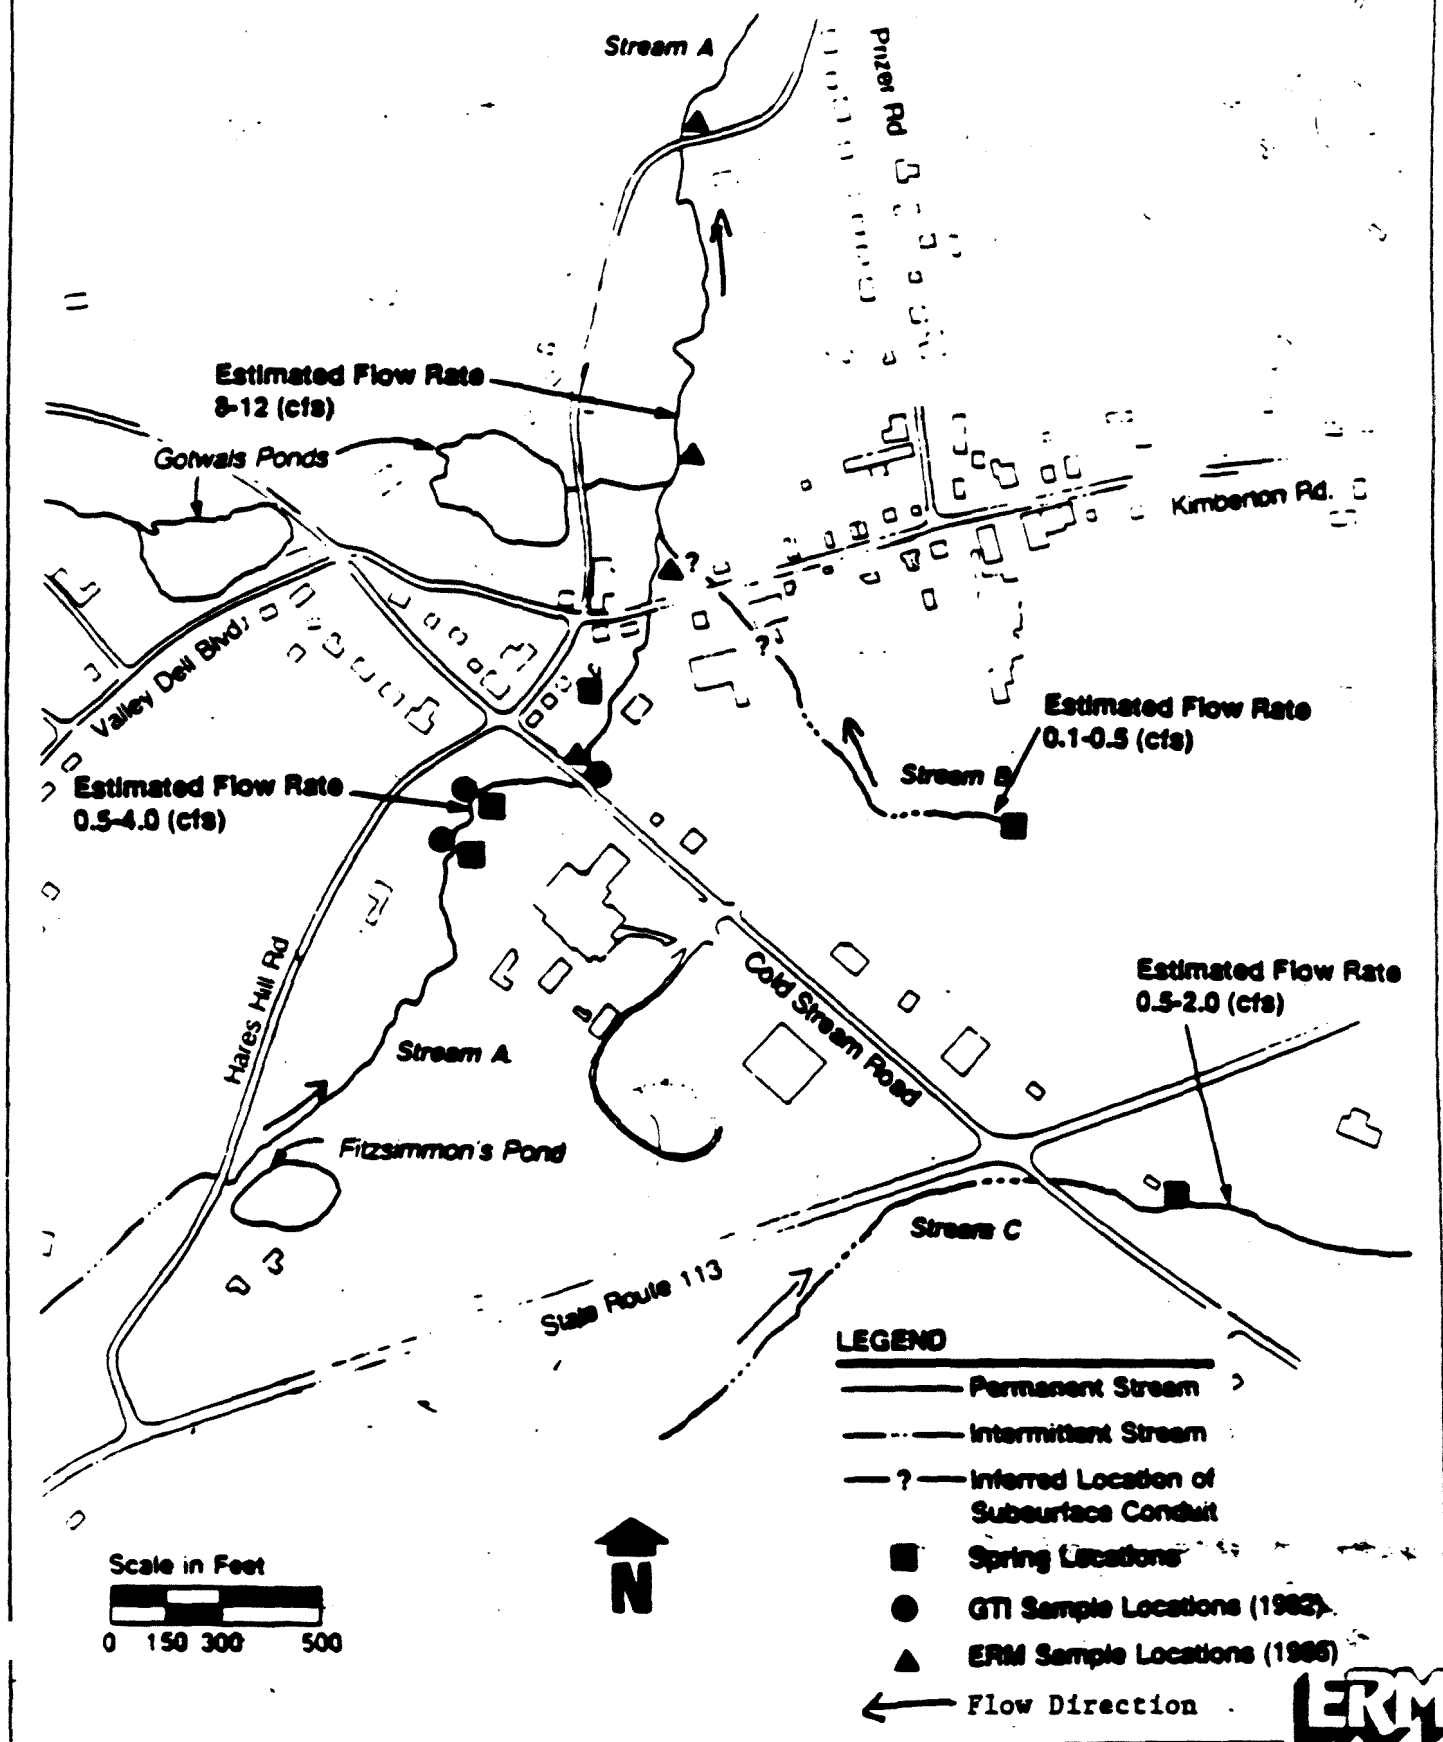 Stream A
Prizer Rd
Estimated Flow Rate
8-12 (cfs)
Gotwals Ponds
Kimberton Rd.
?
?
Valley Dell Blvd.
Estimated Flow Rate
0.1-0.5 (cfs)
Stream B
Estimated Flow Rate
0.5-4.0 (cfs)
Hares Hill Rd
Cold Stream Road
Estimated Flow Rate
0.5-2.0 (cfs)
Stream A
Fitzsimmon's Pond
Stream C
State Route 113
LEGEND
Permanent Stream
Intermittent Stream
? Inferred Location of
Subsurface Conduit
Spring Locations
GTI Sample Locations
ERM Sample Locations
Flow Direction
Scale in Feet
0 150 300 500
N
ERM